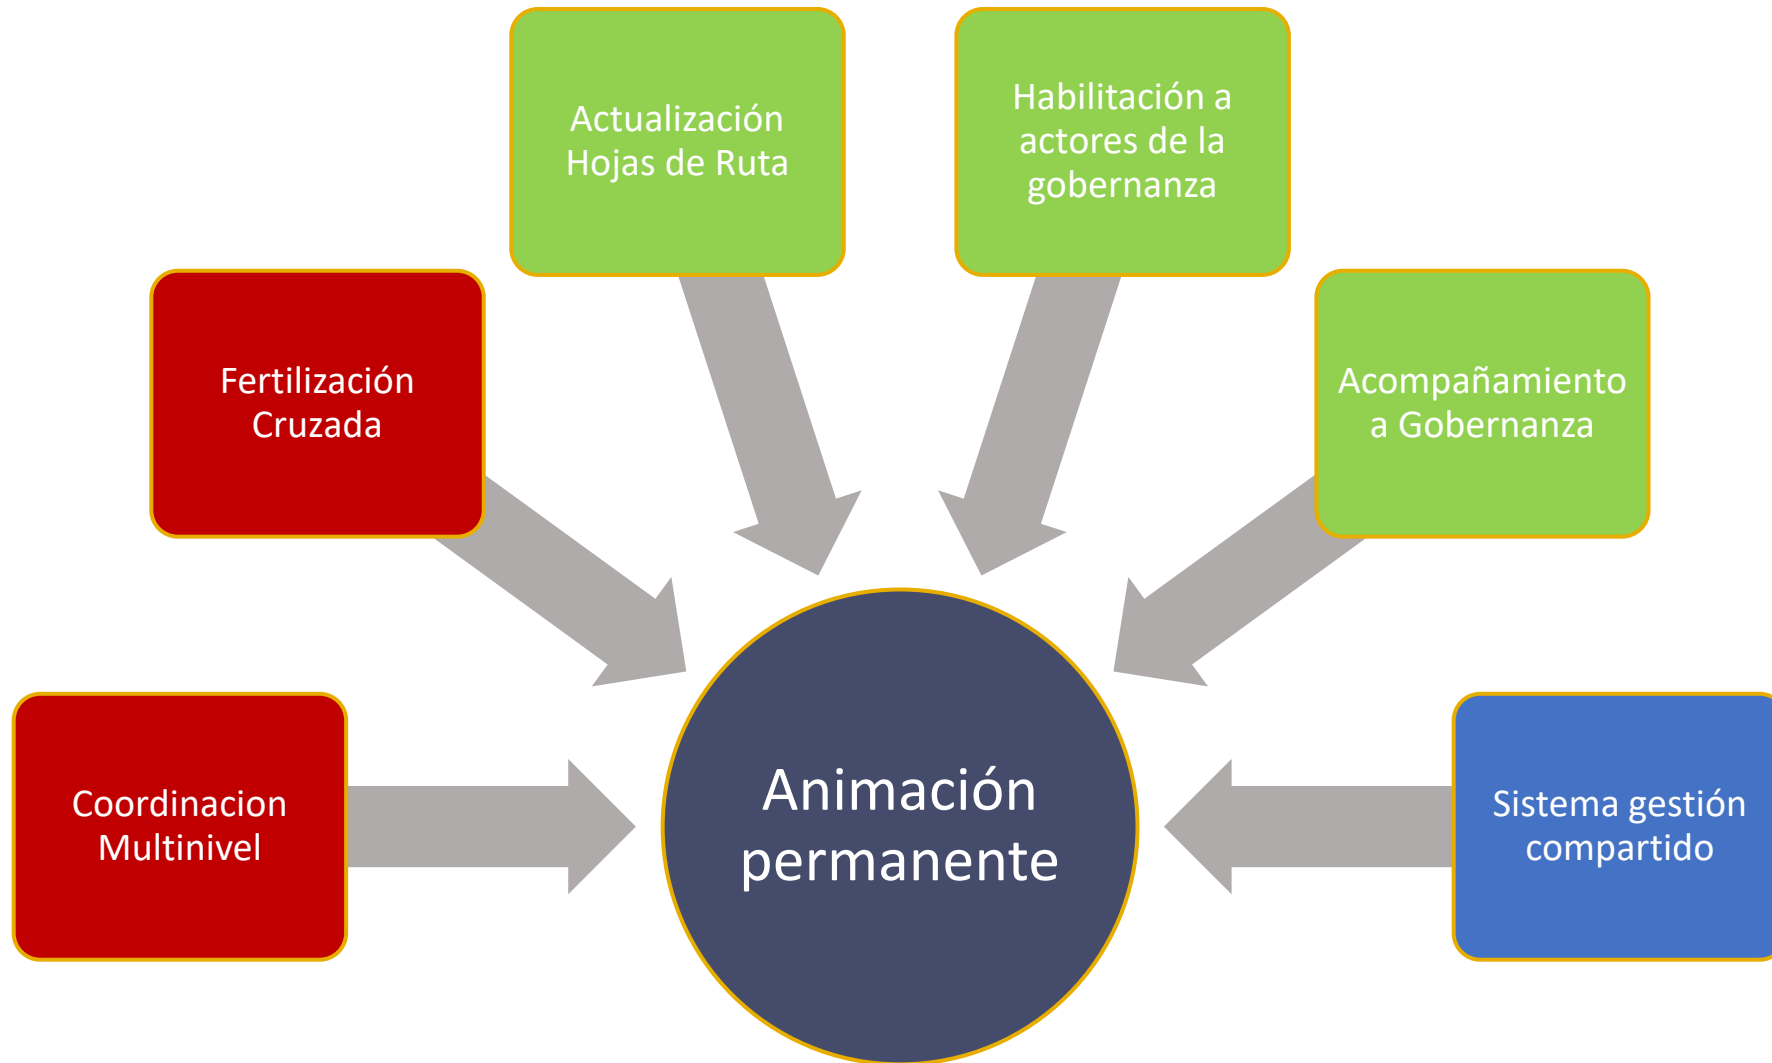 Actualización
Hojas de Ruta
Habilitación a
actores de la
gobernanza
Fertilización
Cruzada
Acompañamiento
a Gobernanza
Coordinacion
Multinivel
Animación
permanente
Sistema gestión
compartido